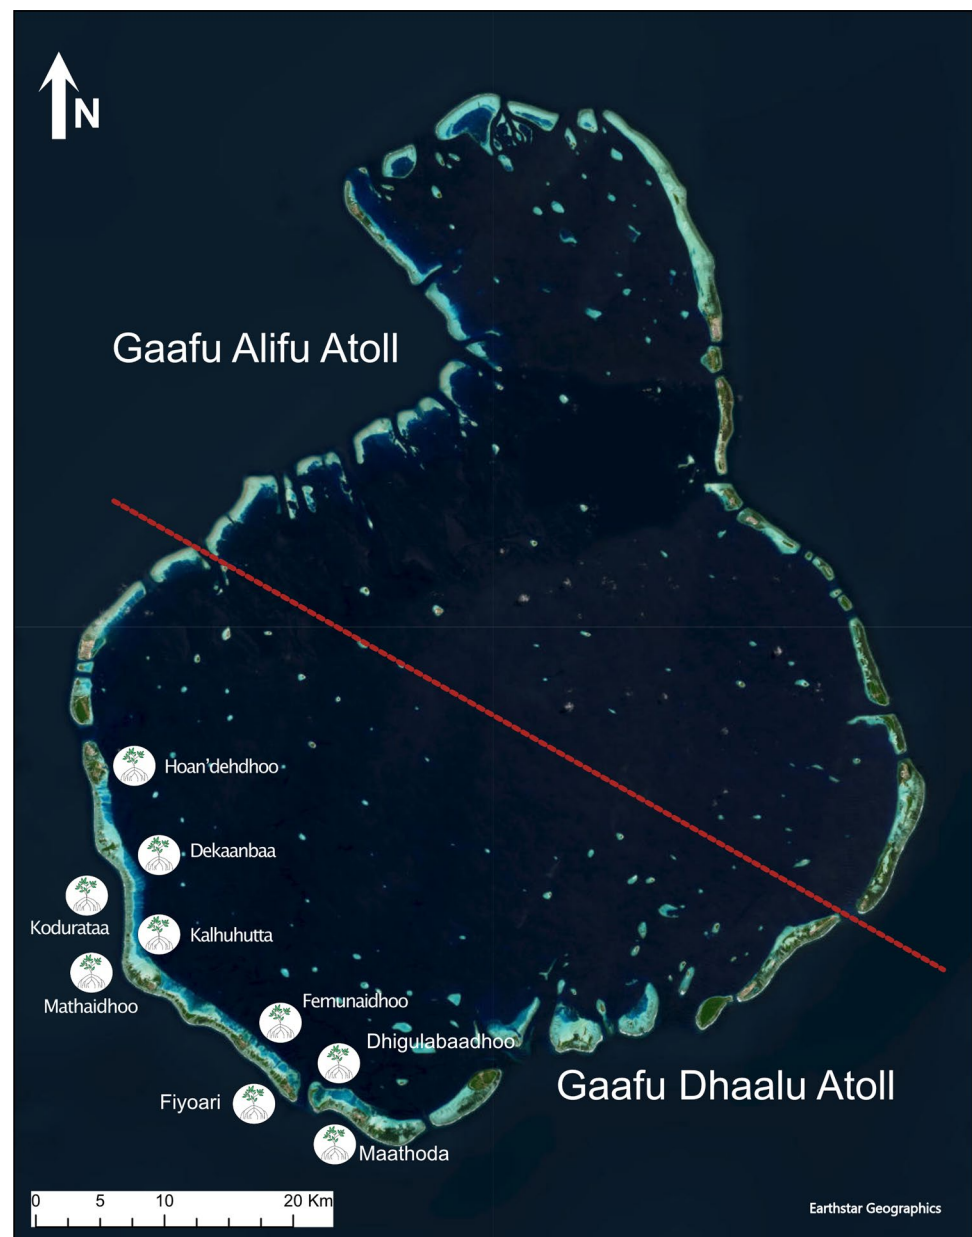 N
Gaafu Alifu Atoll
Hoan'dehdhoo
Dekaanbaa
Kodurataa
Kalhuhutta
Mathaidhoo
Femunaidhoo
Dhigulabaadhoo
Gaafu Dhaalu Atoll
Fiyoari
Maathoda
0 5 10 20 Km
Earthstar Geographics